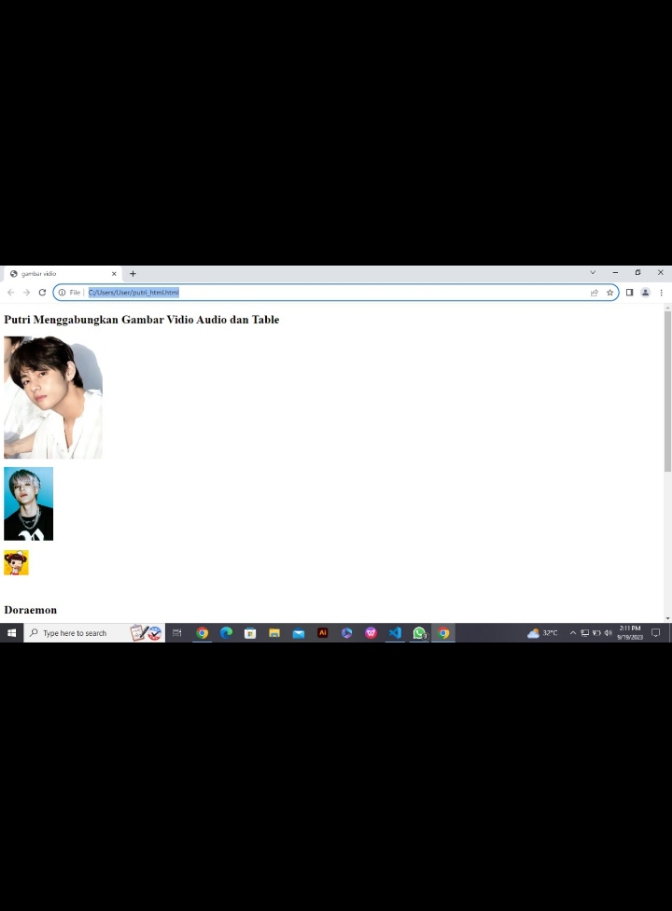 gambar vidio
File
C:/Users/User/putri_html.html
Putri Menggabungkan Gambar Vidio Audio dan Table
Doraemon
Type here to search
Ai
32°C
2:11 PM
9/19/2023